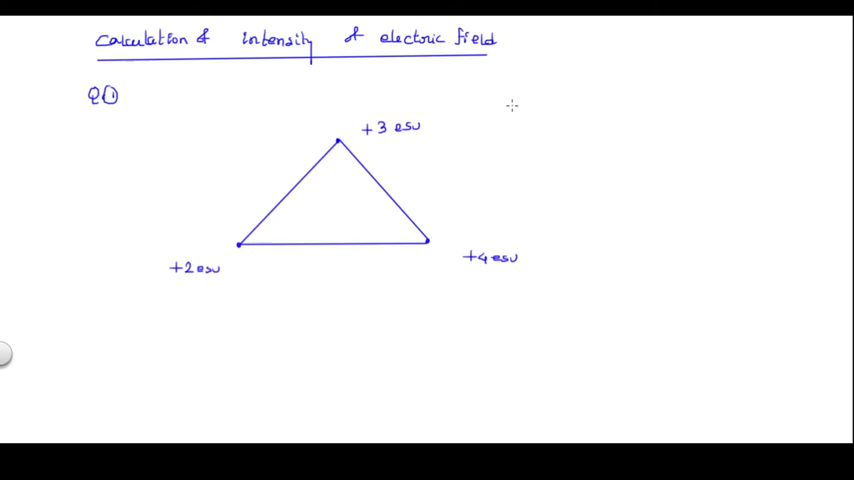 Calculation of intensity of electric field
Q①
+3 esu
+2 esu
+4 esu